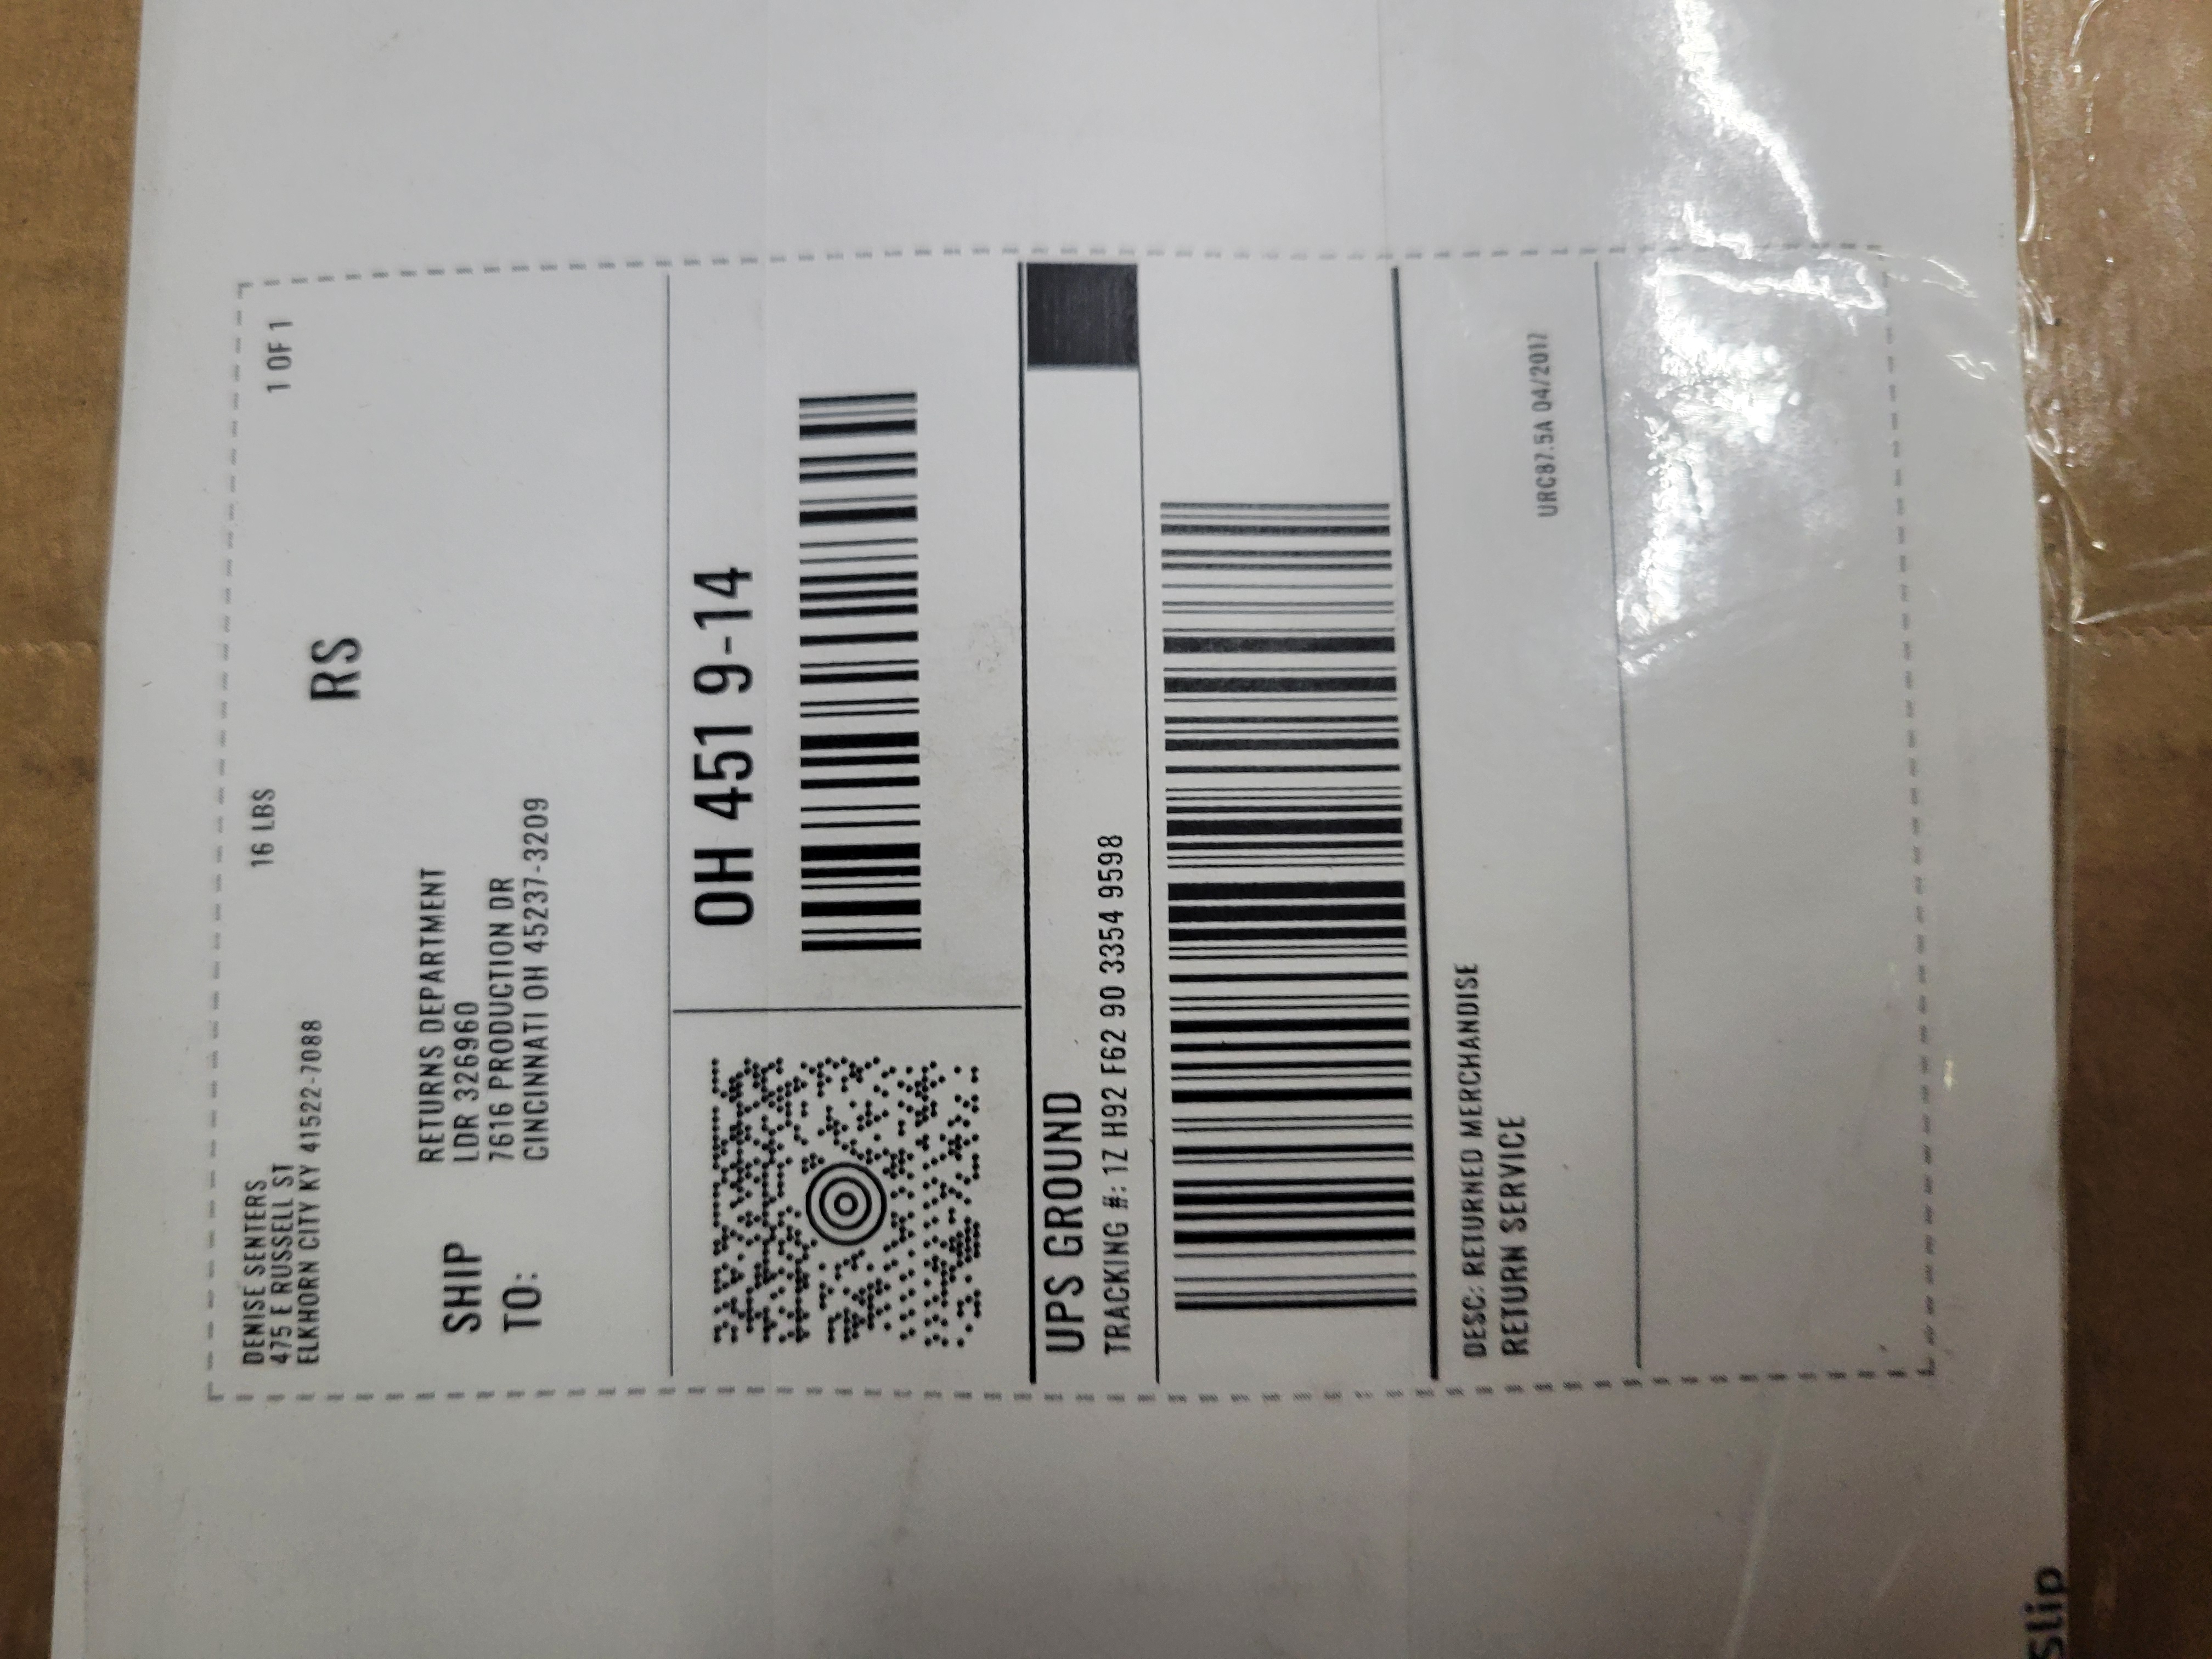 DENISE SENTERS
475 E RUSSELL ST
ELKHORN CITY KY 41522-7088
16 LBS
1 OF 1
RS
SHIP
TO:
RETURNS DEPARTMENT
LDR 326960
7616 PRODUCTION DR
CINCINNATI OH 45237-3209
OH 451 9-14
UPS GROUND
TRACKING #: 1Z H92 F62 90 3354 9598
DESC: RETURNED MERCHANDISE
RETURN SERVICE
URC87.5A 04/2017
Slip